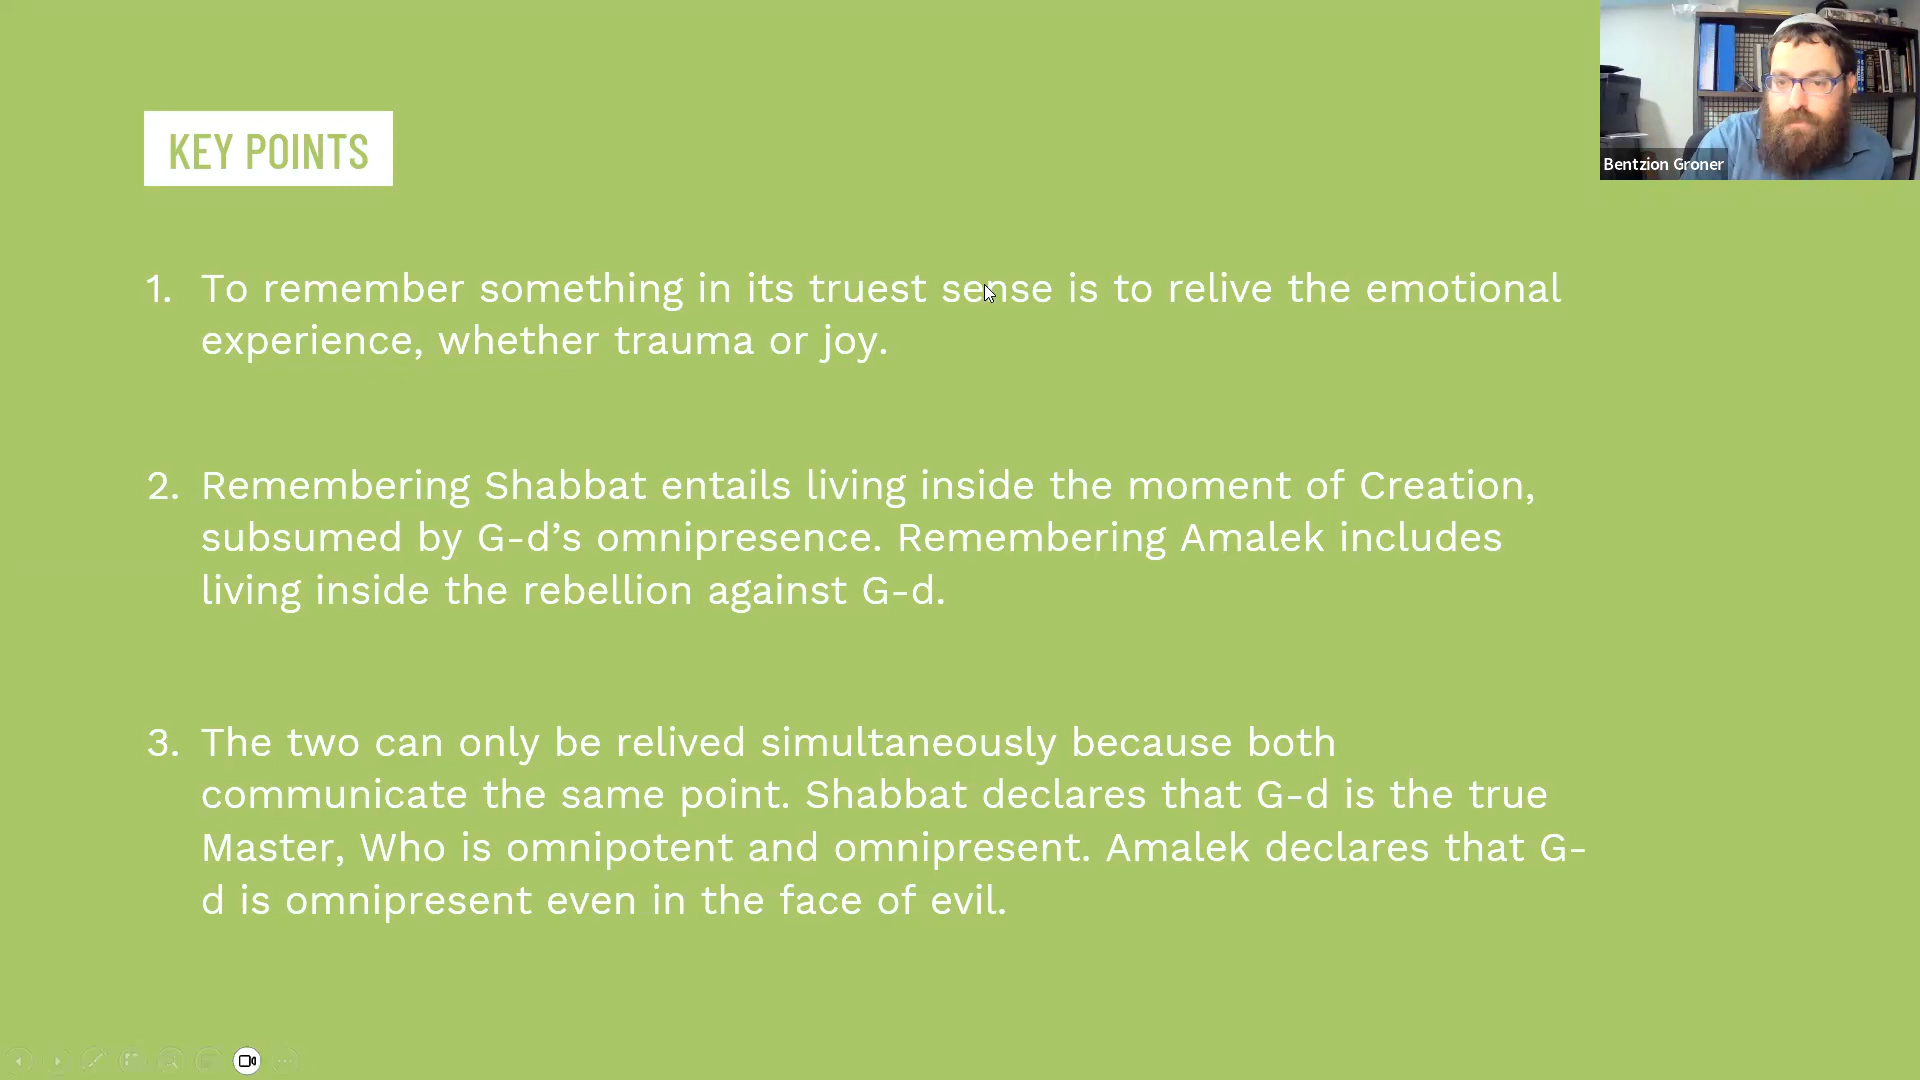 KEY POINTS
Bentzion Groner
1. To remember something in its truest sense is to relive the emotional
experience, whether trauma or joy.
2. Remembering Shabbat entails living inside the moment of Creation,
subsumed by G-d’s omnipresence. Remembering Amalek includes
living inside the rebellion against G-d.
3. The two can only be relived simultaneously because both
communicate the same point. Shabbat declares that G-d is the true
Master, Who is omnipotent and omnipresent. Amalek declares that G-
d is omnipresent even in the face of evil.